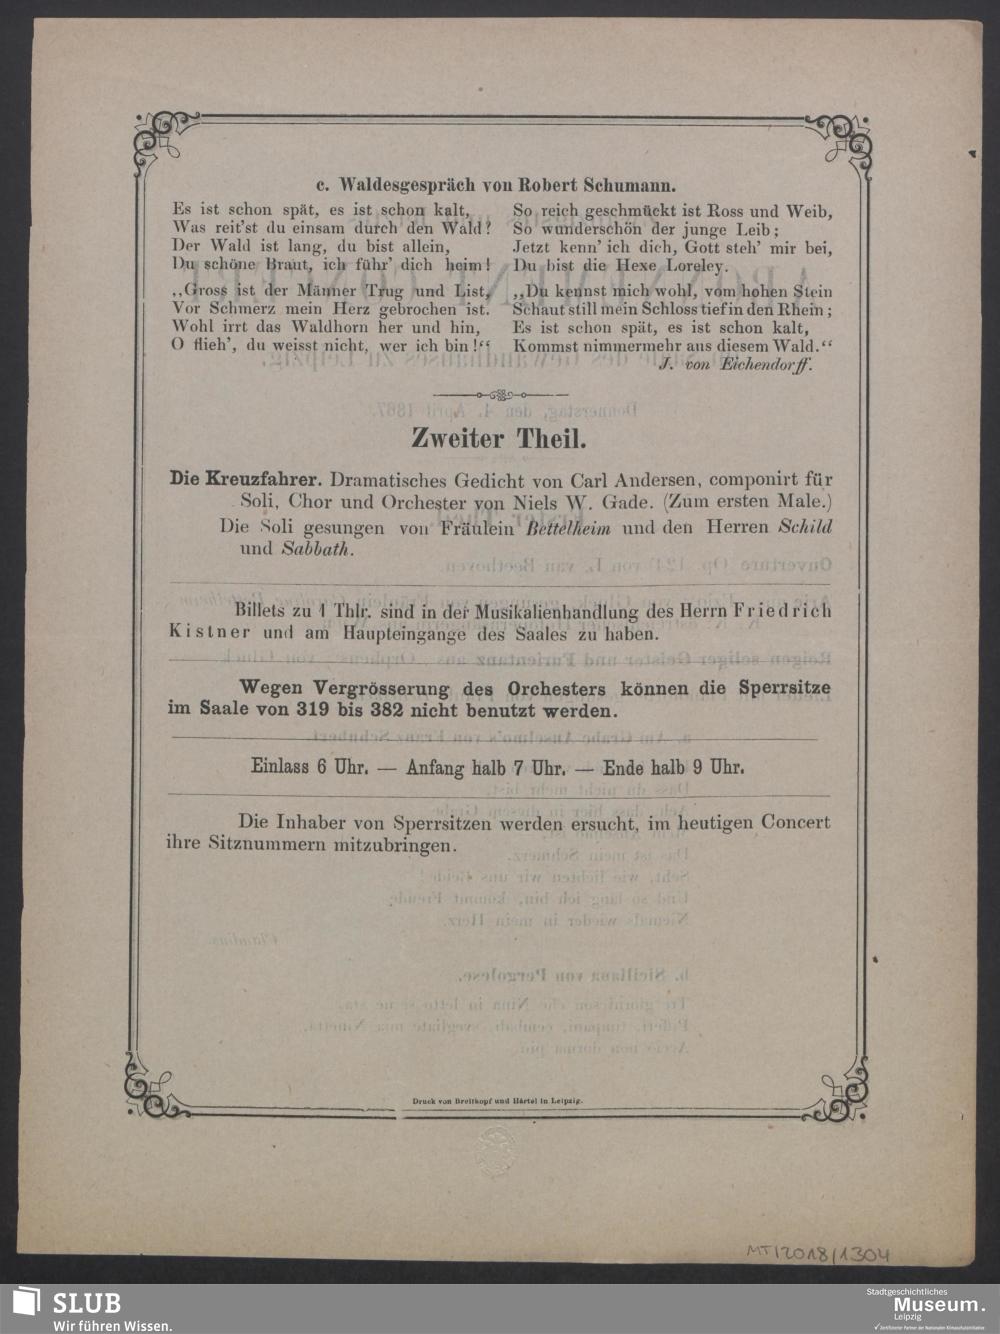 c. Waldesgespräch von Robert Schumann.
Es ist schon spät, es ist schon kalt,
Was reit'st du einsam durch den Wald?
Der Wald ist lang, du bist allein,
Du schöne Braut, ich führ' dich heim!
„Gross ist der Männer Trug und List,
Vor Schmerz mein Herz gebrochen ist.
Wohl irrt das Waldhorn her und hin,
O flieh', du weisst nicht, wer ich bin!“
So reich geschmückt ist Ross und Weib,
So wunderschön der junge Leib;
Jetzt kenn' ich dich, Gott steh' mir bei,
Du bist die Hexe Loreley.
„Du kennst mich wohl, vom hohen Stein
Schaut still mein Schloss tief in den Rhein;
Es ist schon spät, es ist schon kalt,
Kommst nimmermehr aus diesem Wald.“
J. von Eichendorff.
Zweiter Theil.
Die Kreuzfahrer. Dramatisches Gedicht von Carl Andersen, componirt für
Soli, Chor und Orchester von Niels W. Gade. (Zum ersten Male.)
Die Soli gesungen von Fräulein Bettelheim und den Herren Schild
und Sabbath.
Billets zu 1 Thlr. sind in der Musikalienhandlung des Herrn Friedrich
Kistner und am Haupteingange des Saales zu haben.
Wegen Vergrösserung des Orchesters können die Sperrsitze
im Saale von 319 bis 382 nicht benutzt werden.
Einlass 6 Uhr. — Anfang halb 7 Uhr. — Ende halb 9 Uhr.
Die Inhaber von Sperrsitzen werden ersucht, im heutigen Concert
ihre Sitznummern mitzubringen.
Druck von Breitkopf und Härtel in Leipzig.
MT/2018/1304
SLUB
Wir führen Wissen.
Stadtgeschichtliches
Museum.
Leipzig
Zertifizierter Partner der Nationalen Klimaschutzinitiative